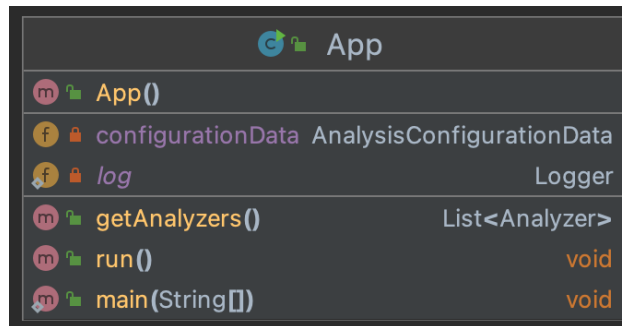 App
App()
configurationData AnalysisConfigurationData
log Logger
getAnalyzers() List<Analyzer>
run() void
main(String[]) void